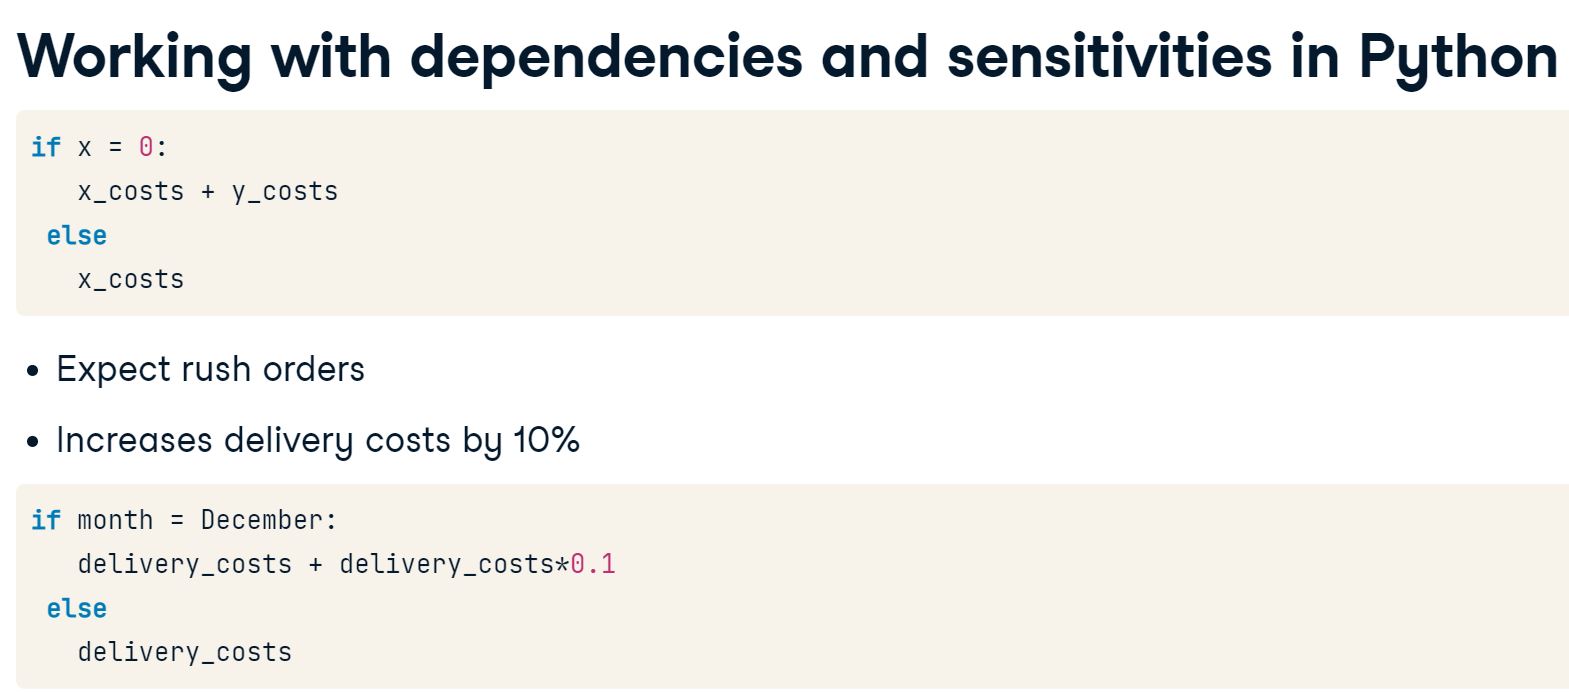 Working with dependencies and sensitivities in Python
if x = 0:
   x_costs + y_costs
 else
   x_costs
• Expect rush orders
• Increases delivery costs by 10%
if month = December:
   delivery_costs + delivery_costs*0.1
 else
   delivery_costs